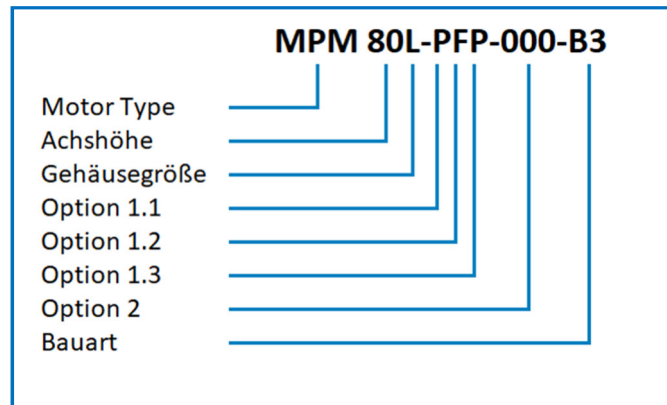 MPM 80L-PFP-000-B3
Motor Type
Achshöhe
Gehäusegröße
Option 1.1
Option 1.2
Option 1.3
Option 2
Bauart